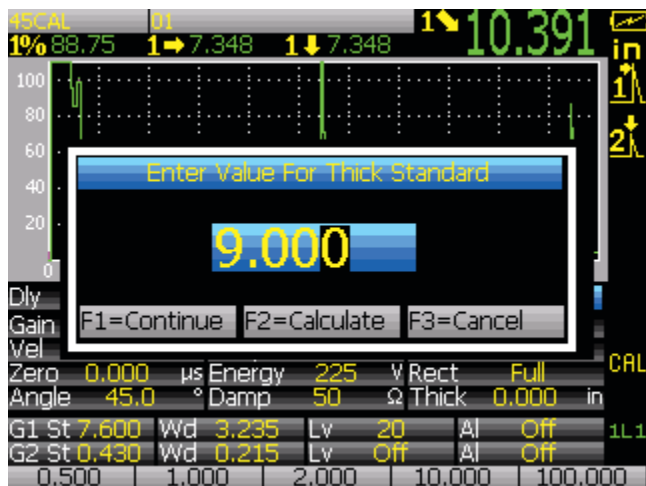 45CAL 01
1% 88.75 1 7.348 1 7.348 1 10.391 in
100
80
60
40
20
0
1
2
Enter Value For Thick Standard
9.000
F1=Continue F2=Calculate F3=Cancel
Dly
Gain
Vel
Zero 0.000 µs Energy 225 V Rect Full
Angle 45.0 ° Damp 50 Ω Thick 0.000 in
CAL
G1 St 7.600 Wd 3.235 Lv 20 Al Off
1L1
G2 St 0.430 Wd 0.215 Lv Off Al Off
0.500 1.000 2.000 10.000 100.000